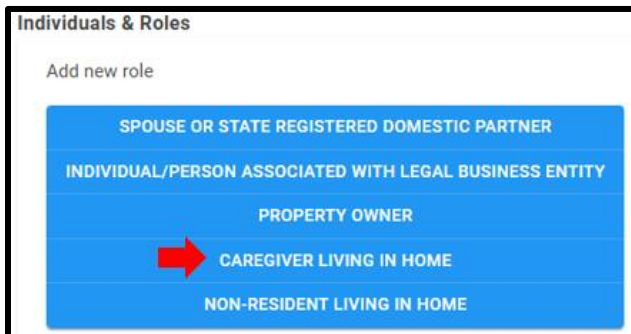 Individuals & Roles
Add new role
SPOUSE OR STATE REGISTERED DOMESTIC PARTNER
INDIVIDUAL/PERSON ASSOCIATED WITH LEGAL BUSINESS ENTITY
PROPERTY OWNER
CAREGIVER LIVING IN HOME
NON-RESIDENT LIVING IN HOME